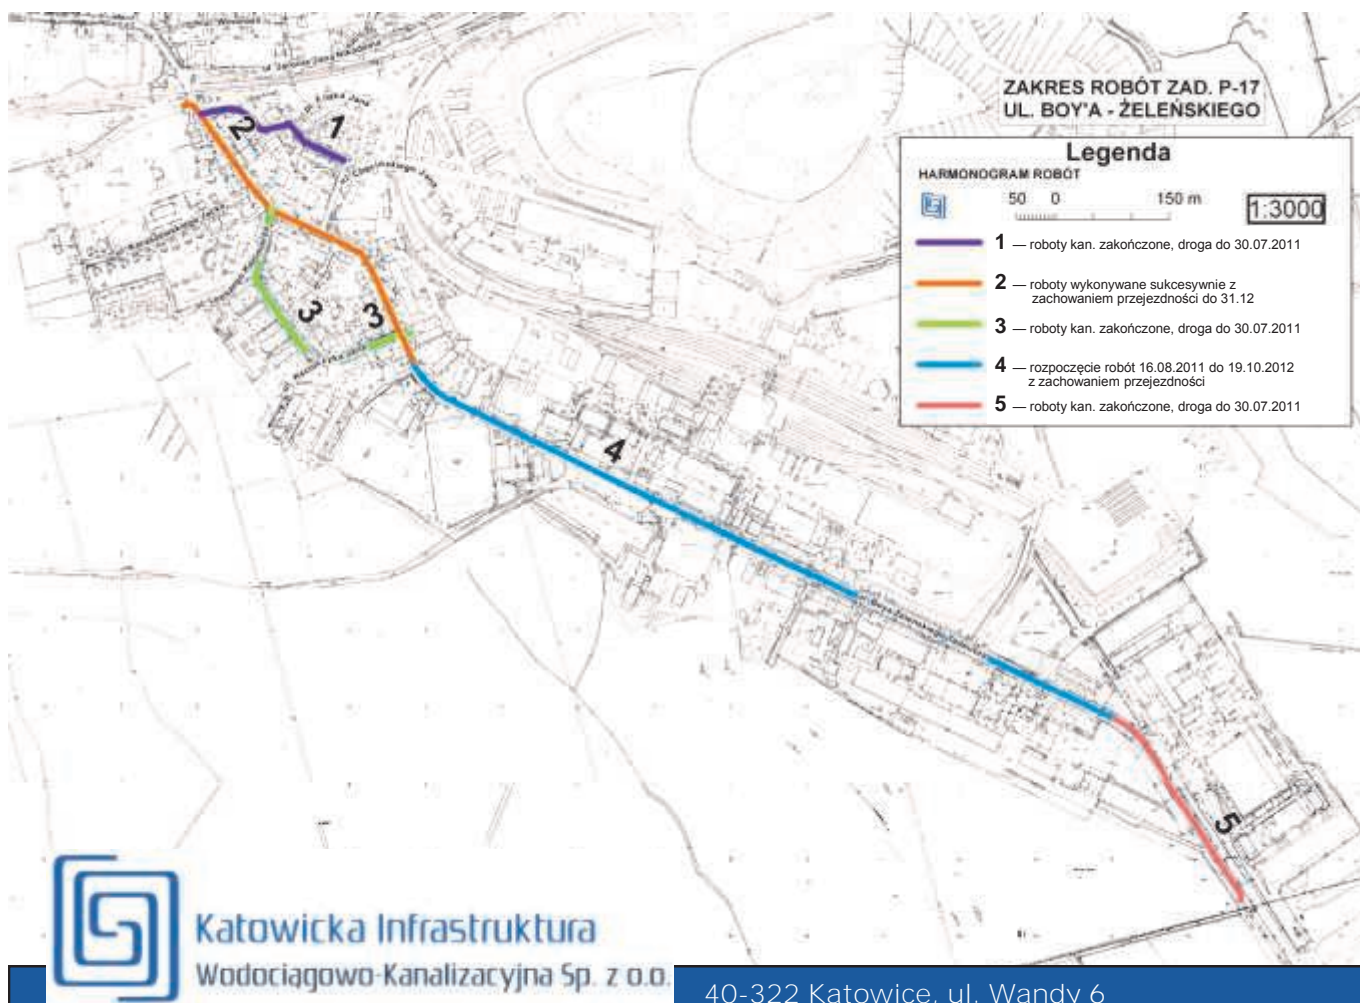 ZAKRES ROBÓT ZAD. P-17
UL. BOY'A - ŻELEŃSKIEGO
Legenda
HARMONOGRAM ROBÓT
50 0 150 m
1:3000
1 — roboty kan. zakończone, droga do 30.07.2011
2 — roboty wykonywane sukcesywnie z
zachowaniem przejezdności do 31.12
3 — roboty kan. zakończone, droga do 30.07.2011
4 — rozpoczęcie robót 16.08.2011 do 19.10.2012
z zachowaniem przejezdności
5 — roboty kan. zakończone, droga do 30.07.2011
1
2
3
3
4
5
Katowicka Infrastruktura
Wodociągowo-Kanalizacyjna Sp. z o.o.
40-322 Katowice, ul. Wandy 6